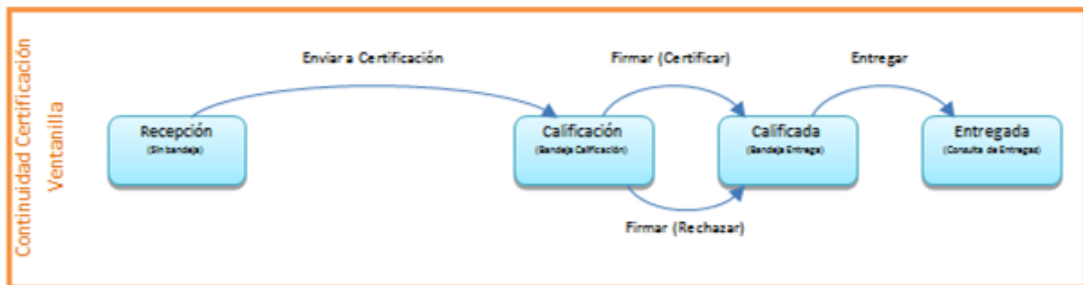 Continuidad Certificación
Ventanilla
Enviar a Certificación
Firmar (Certificar)
Entregar
Recepción
(Sin bandeja)
Calificación
(Bandeja Calificación)
Calificada
(Bandeja Entrega)
Entregada
(Consulta de Entregas)
Firmar (Rechazar)